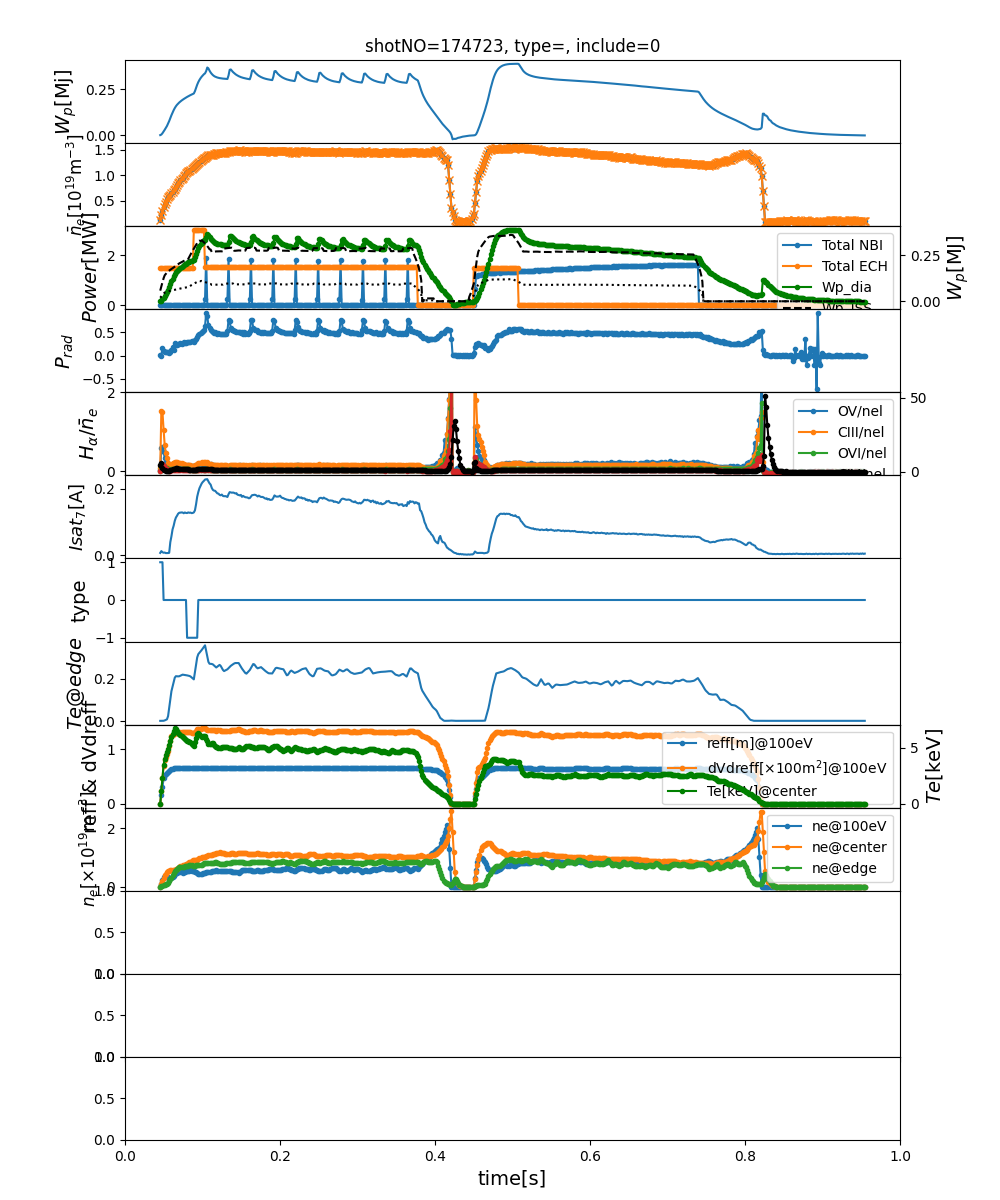 shotNO=174723, type=, include=0
W_p[Mj]
0.25
0.00
n̄_e[10^19 m^-3]
1.5
1.0
0.5
Power[MW]
2
0
Total NBI
Total ECH
Wp_dia
0.25
0.00
W_p[MJ]
P_rad
0.5
0.0
−0.5
H_α/n̄_e
2
0
OV/nel
CIII/nel
OVI/nel
50
0
Isat_7[A]
0.2
0.0
type
1
0
−1
Te@edge
0.2
0.0
reff & dVdreff
1
0
reff[m]@100eV
dVdreff[×100m^2]@100eV
Te[keV]@center
5
0
Te[keV]
2
0
ne@100eV
ne@center
ne@edge
1.0
0.5
0.0
1.0
0.5
0.0
1.0
0.5
0.0
0.0
0.2
0.4
0.6
0.8
1.0
time[s]